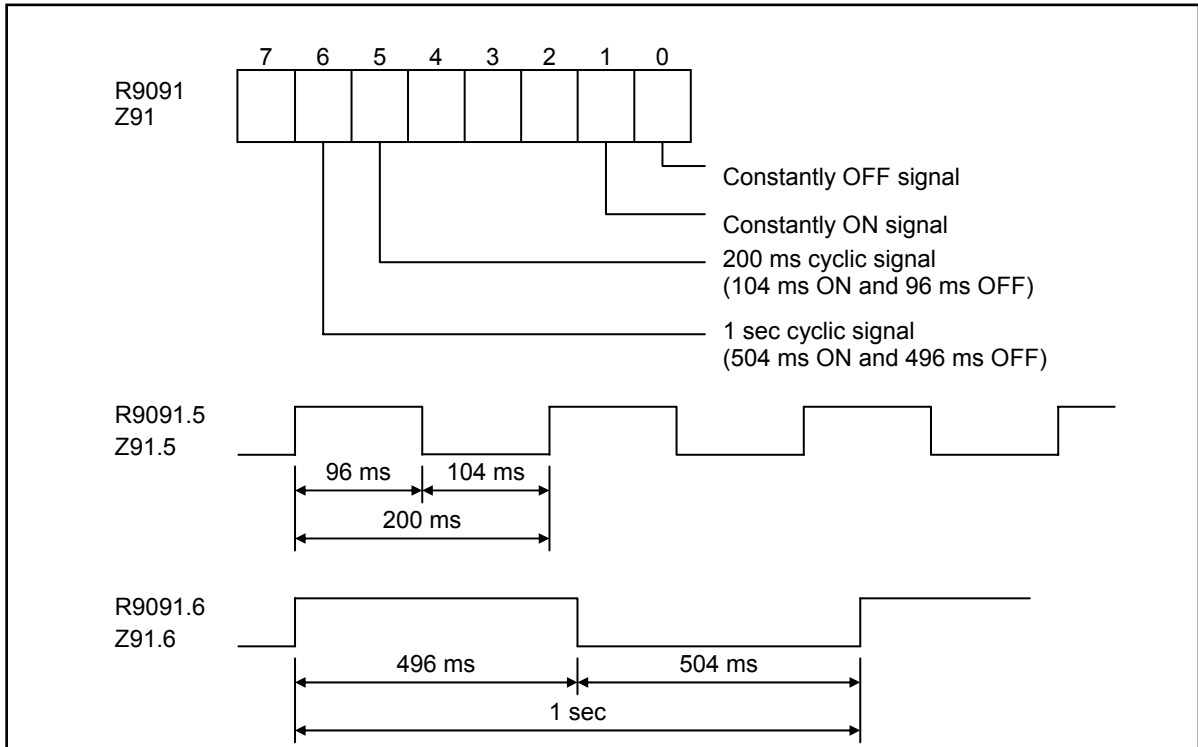 7 6 5 4 3 2 1 0
R9091
Z91
Constantly OFF signal
Constantly ON signal
200 ms cyclic signal
(104 ms ON and 96 ms OFF)
1 sec cyclic signal
(504 ms ON and 496 ms OFF)
R9091.5
Z91.5
96 ms 104 ms
200 ms
R9091.6
Z91.6
496 ms 504 ms
1 sec